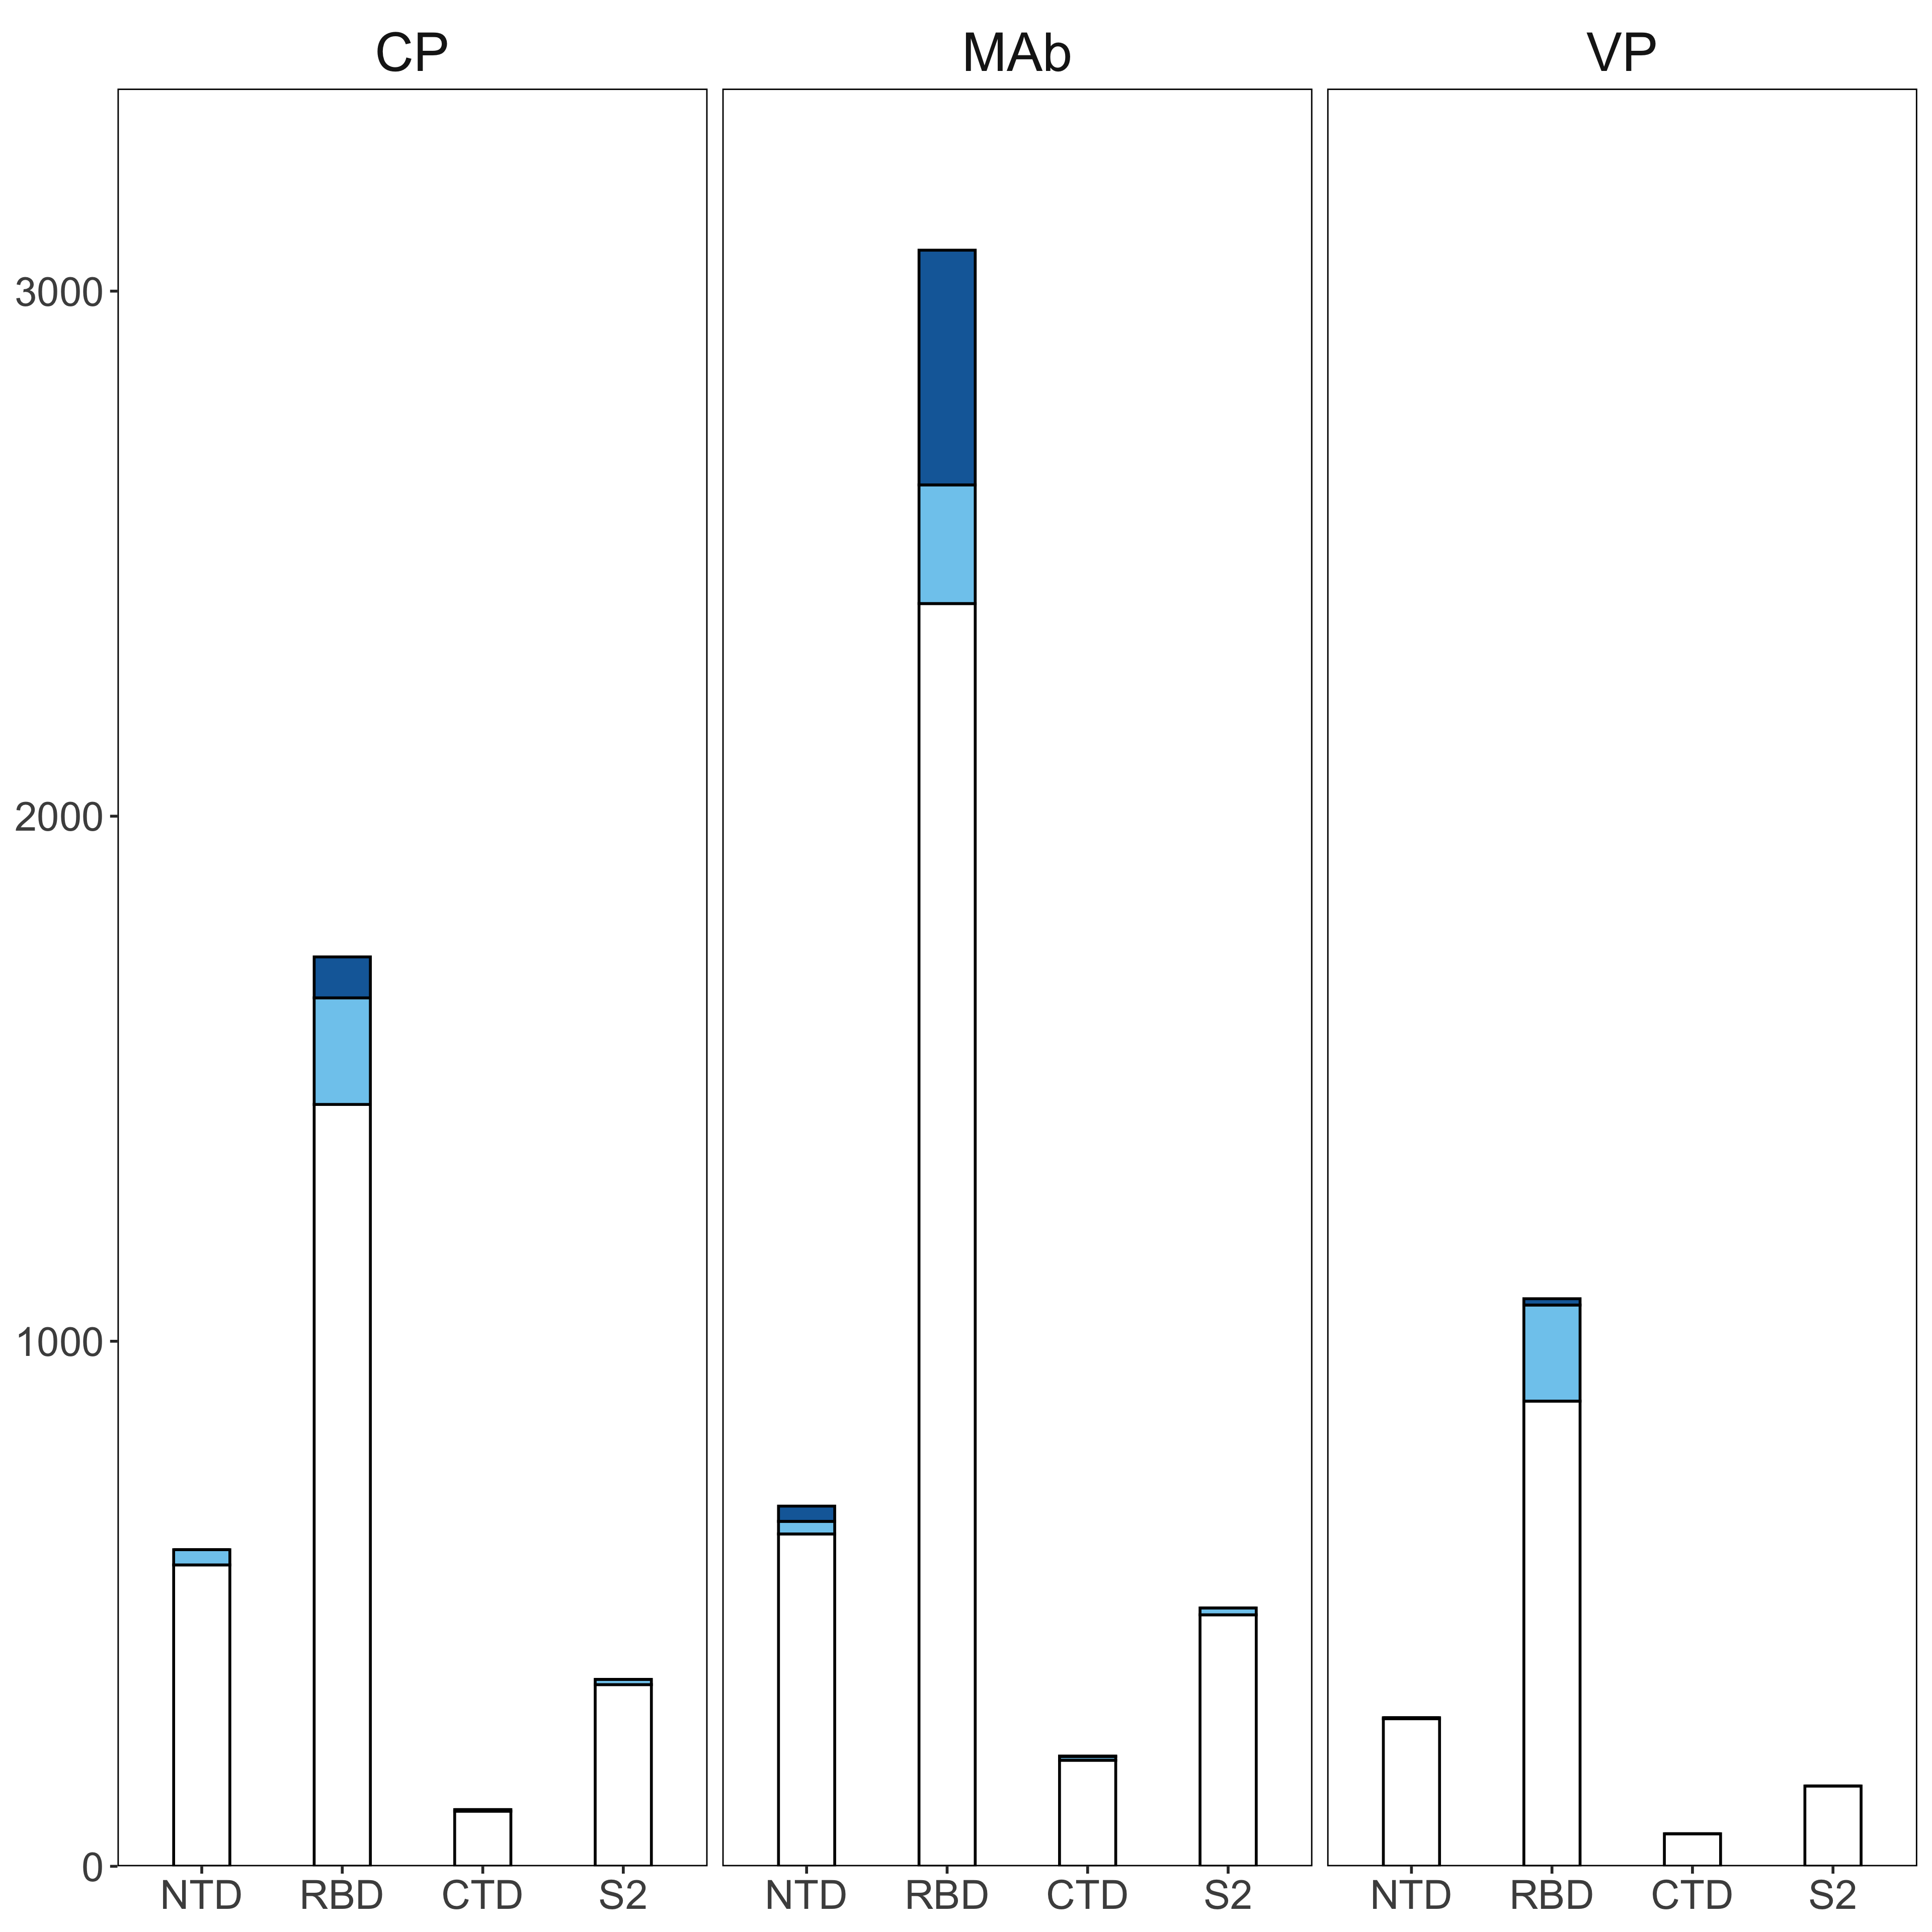 CP MAb VP
3000
2000
1000
0
NTD RBD CTD S2 NTD RBD CTD S2 NTD RBD CTD S2